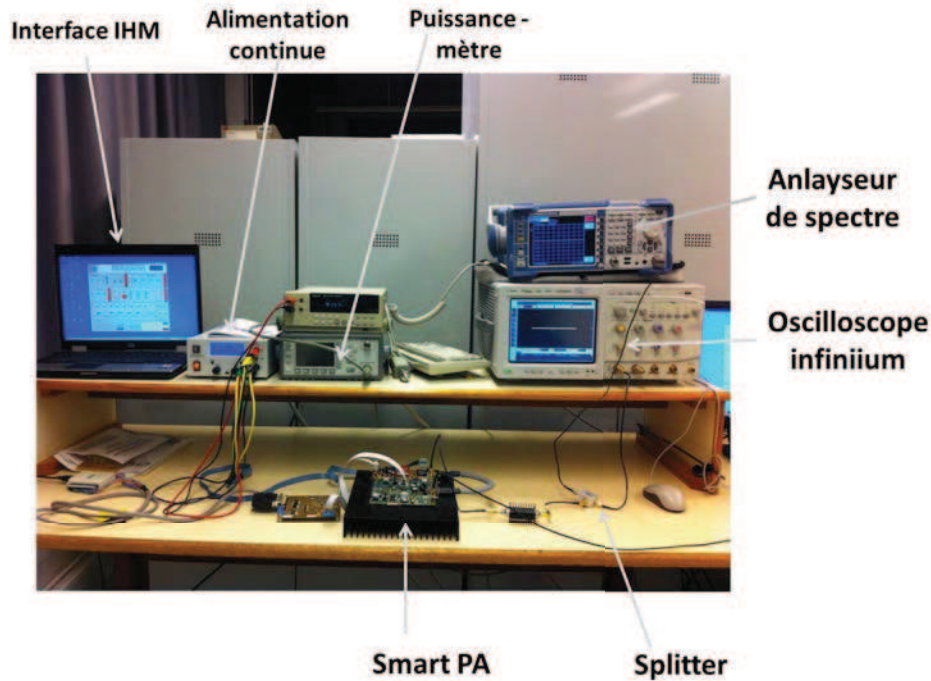 Interface IHM
Alimentation
continue
Puissance -
mètre
Anlayseur
de spectre
Oscilloscope
infiniium
Smart PA
Splitter